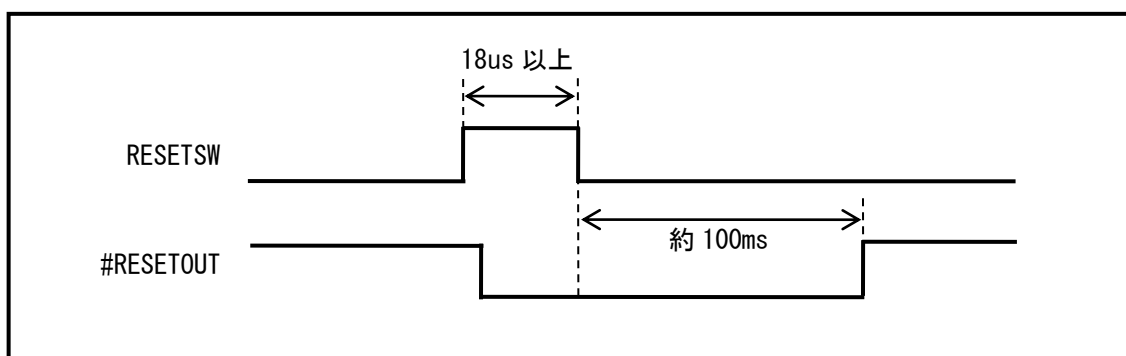 18us 以上
RESETSW
約 100ms
#RESETOUT